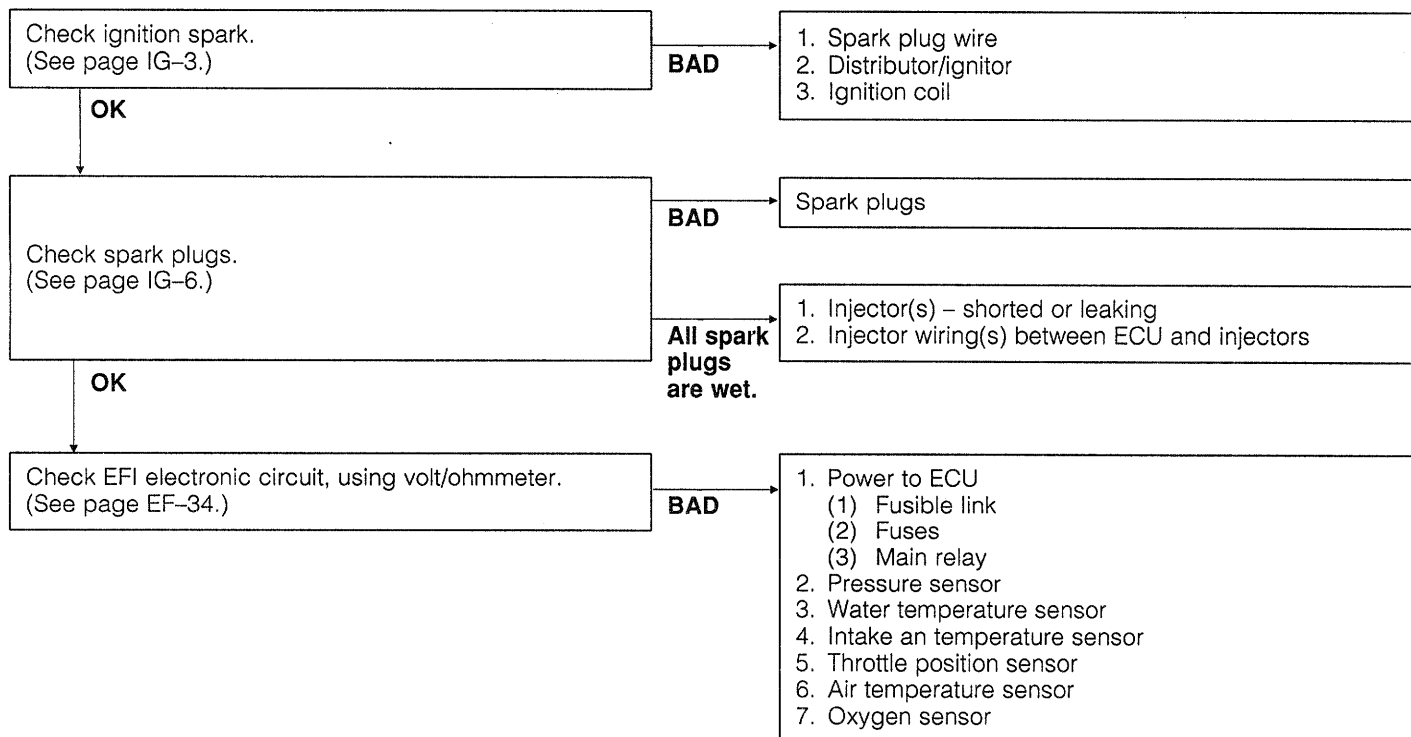 Check ignition spark.
(See page IG–3.)
BAD
1. Spark plug wire
2. Distributor/ignitor
3. Ignition coil
OK
Check spark plugs.
(See page IG–6.)
BAD
Spark plugs
All spark
plugs
are wet.
1. Injector(s) – shorted or leaking
2. Injector wiring(s) between ECU and injectors
OK
Check EFI electronic circuit, using volt/ohmmeter.
(See page EF–34.)
BAD
1. Power to ECU
(1) Fusible link
(2) Fuses
(3) Main relay
2. Pressure sensor
3. Water temperature sensor
4. Intake an temperature sensor
5. Throttle position sensor
6. Air temperature sensor
7. Oxygen sensor